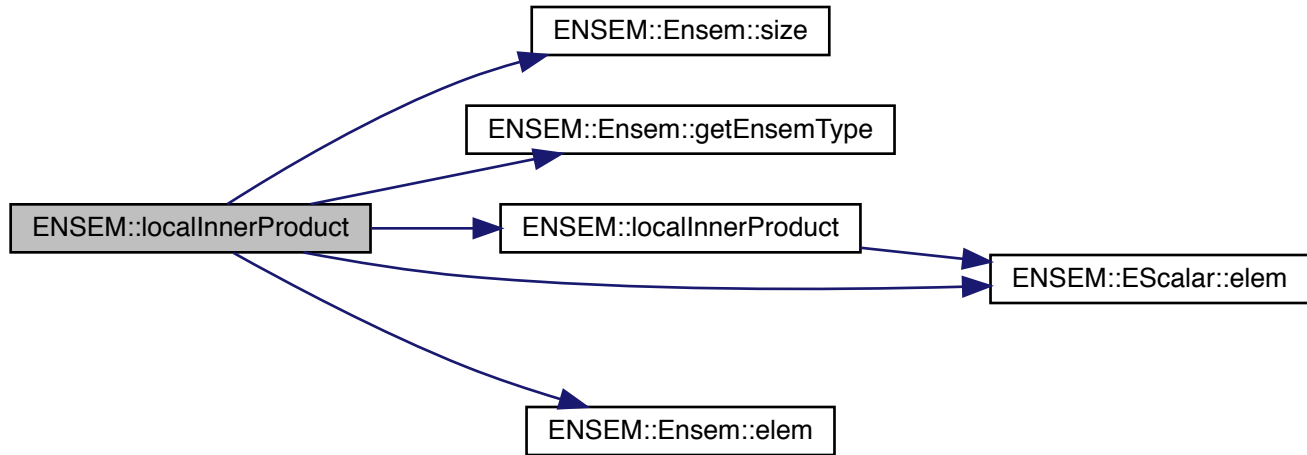 ENSEM::Ensem::size
ENSEM::Ensem::getEnsemType
ENSEM::localInnerProduct
ENSEM::localInnerProduct
ENSEM::EScalar::elem
ENSEM::Ensem::elem